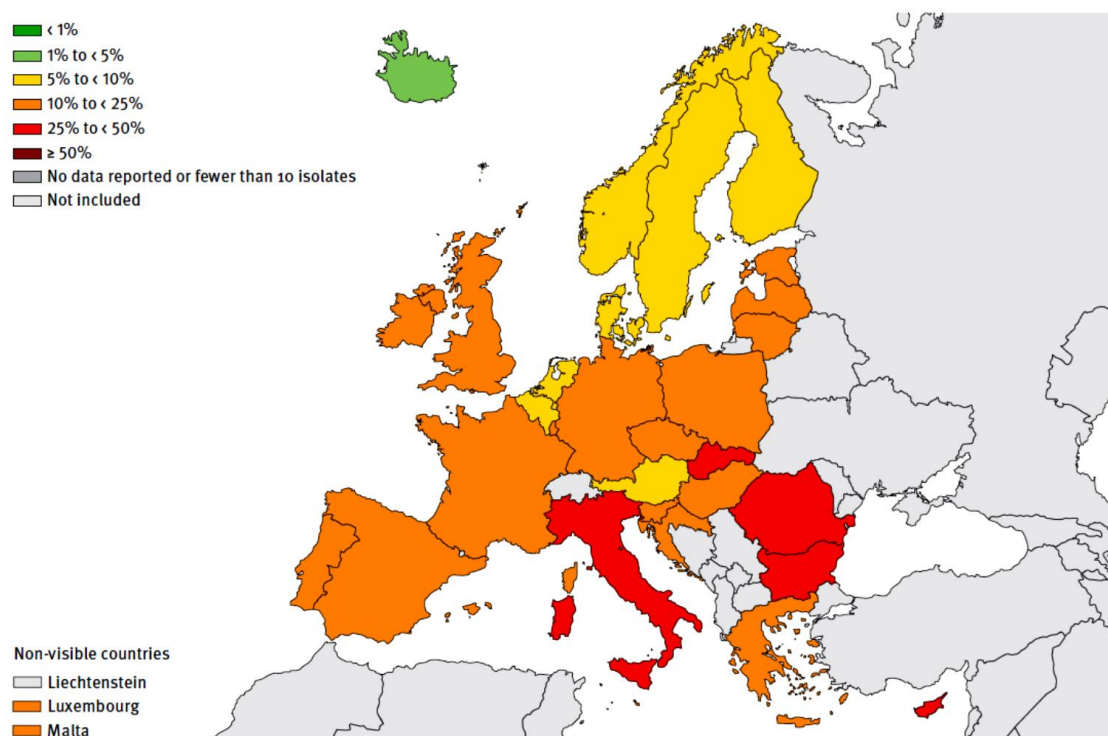 < 1%
1% to < 5%
5% to < 10%
10% to < 25%
25% to < 50%
≥ 50%
No data reported or fewer than 10 isolates
Not included
Non-visible countries
Liechtenstein
Luxembourg
Malta